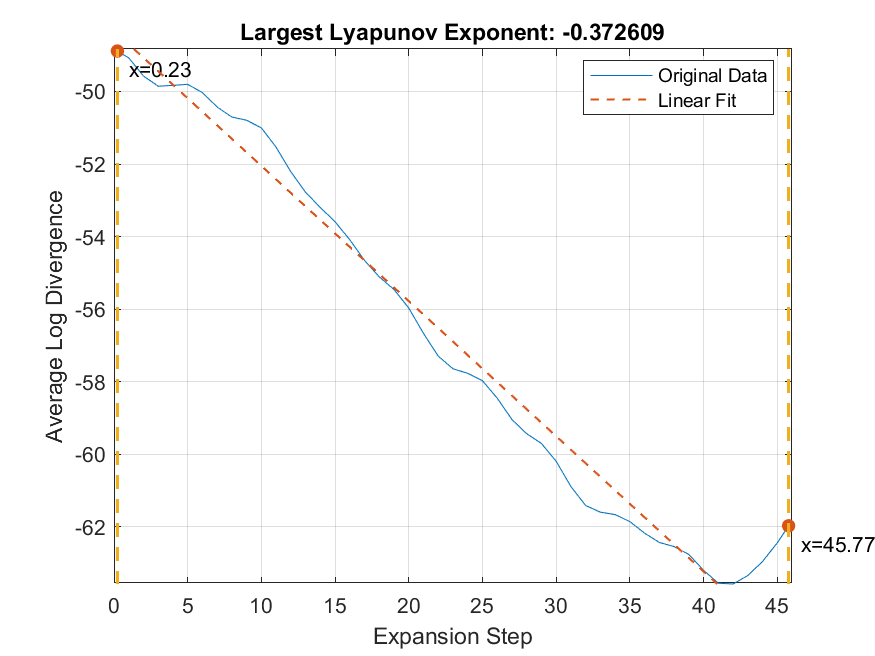 Largest Lyapunov Exponent: -0.372609
x=0.23
Original Data
Linear Fit
-50
-52
-54
-56
-58
-60
-62
Average Log Divergence
x=45.77
0 5 10 15 20 25 30 35 40 45
Expansion Step